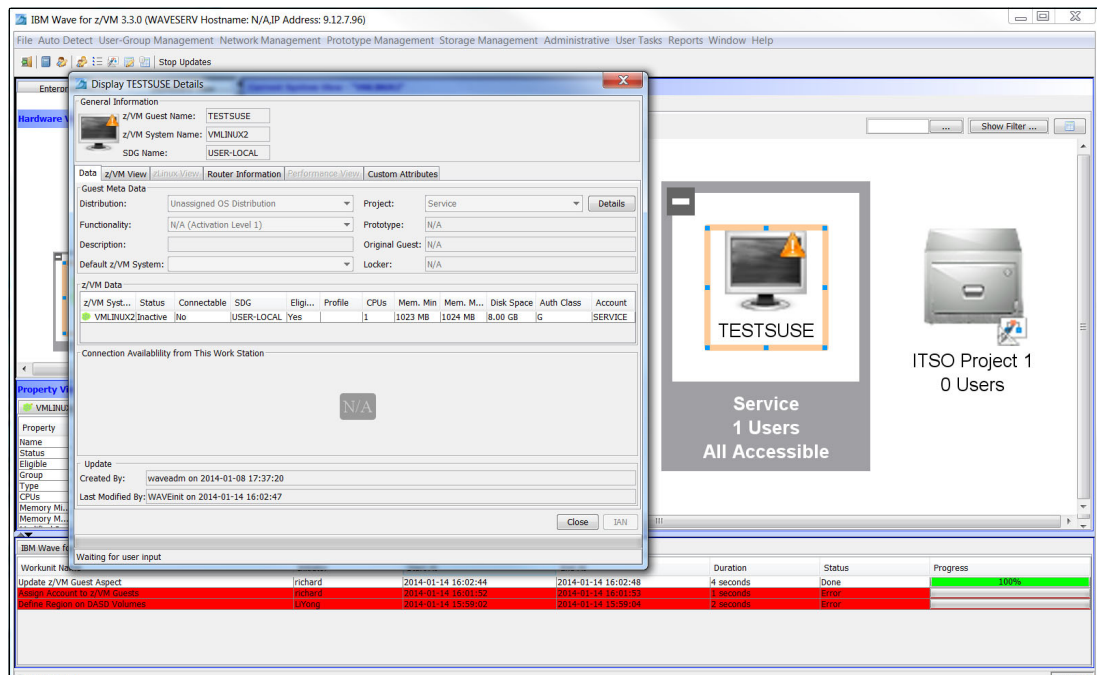 IBM Wave for z/VM 3.3.0 (WAVESERV Hostname: N/A,IP Address: 9.12.7.96)
File Auto Detect User-Group Management Network Management Prototype Management Storage Management Administrative User Tasks Reports Window Help
Stop Updates
Enterpr
Hardware V
... Show Filter ...
Display TESTSUSE Details
General Information
z/VM Guest Name: TESTSUSE
z/VM System Name: VMLINUX2
SDG Name: USER-LOCAL
Data z/VM View zLinux View Router Information Performance View Custom Attributes
Guest Meta Data
Distribution: Unassigned OS Distribution Project: Service Details
Functionality: N/A (Activation Level 1) Prototype: N/A
Description: Original Guest: N/A
Default z/VM System: Locker: N/A
z/VM Data
z/VM Syst... Status Connectable SDG Eligi... Profile CPUs Mem. Min Mem. M... Disk Space Auth Class Account
VMLINUX2 Inactive No USER-LOCAL Yes 1 1023 MB 1024 MB 8.00 GB G SERVICE
Connection Availablility from This Work Station
N/A
Update
Created By: waveadm on 2014-01-08 17:37:20
Last Modified By: WAVEinit on 2014-01-14 16:02:47
Close IAN
Waiting for user input
TESTSUSE
Service
1 Users
All Accessible
ITSO Project 1
0 Users
Property Vi
VMLINUX
Property
Name
Status
Eligible
Group
Type
CPUs
Memory Mi...
Memory M...
IBM Wave fo
Workunit Na Duration Status Progress
Update z/VM Guest Aspect richard 2014-01-14 16:02:44 2014-01-14 16:02:48 4 seconds Done 100%
Assign Account to z/VM Guests richard 2014-01-14 16:01:52 2014-01-14 16:01:53 1 seconds Error
Define Region on DASD Volumes LiYong 2014-01-14 15:59:02 2014-01-14 15:59:04 2 seconds Error